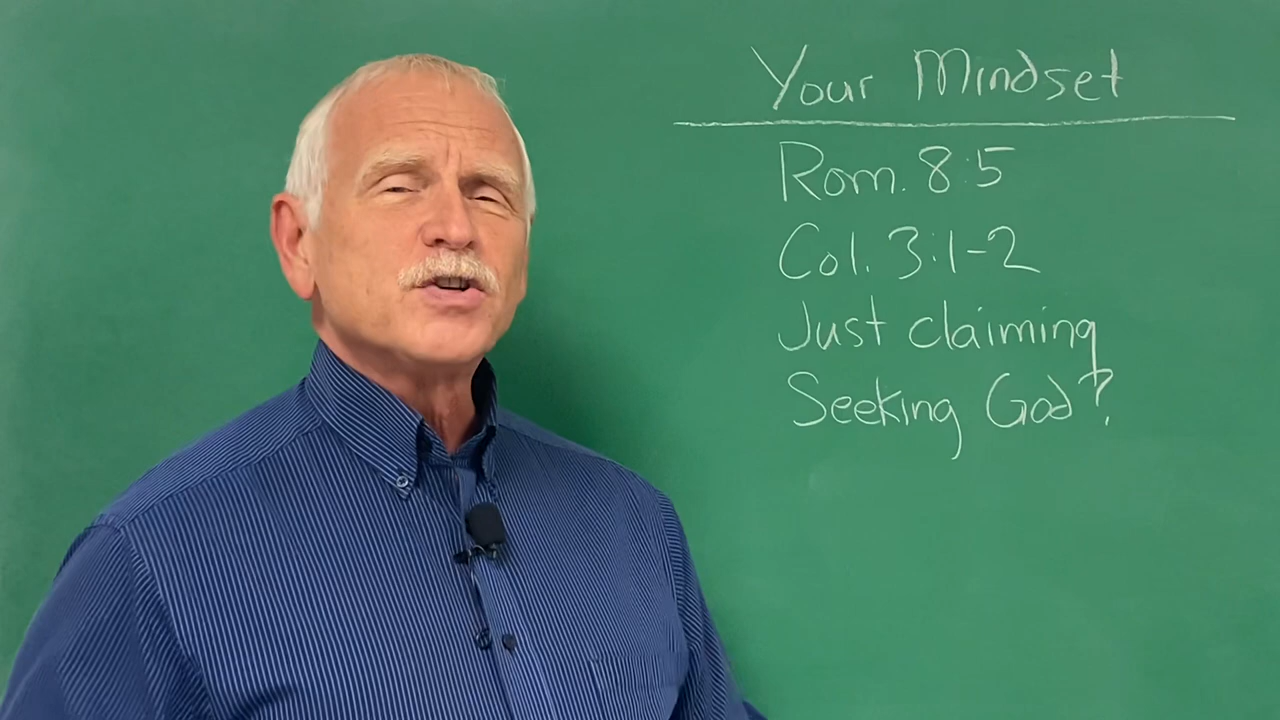 Your Mindset
Rom. 8:5
Col. 3:1-2
Just claiming
Seeking God?